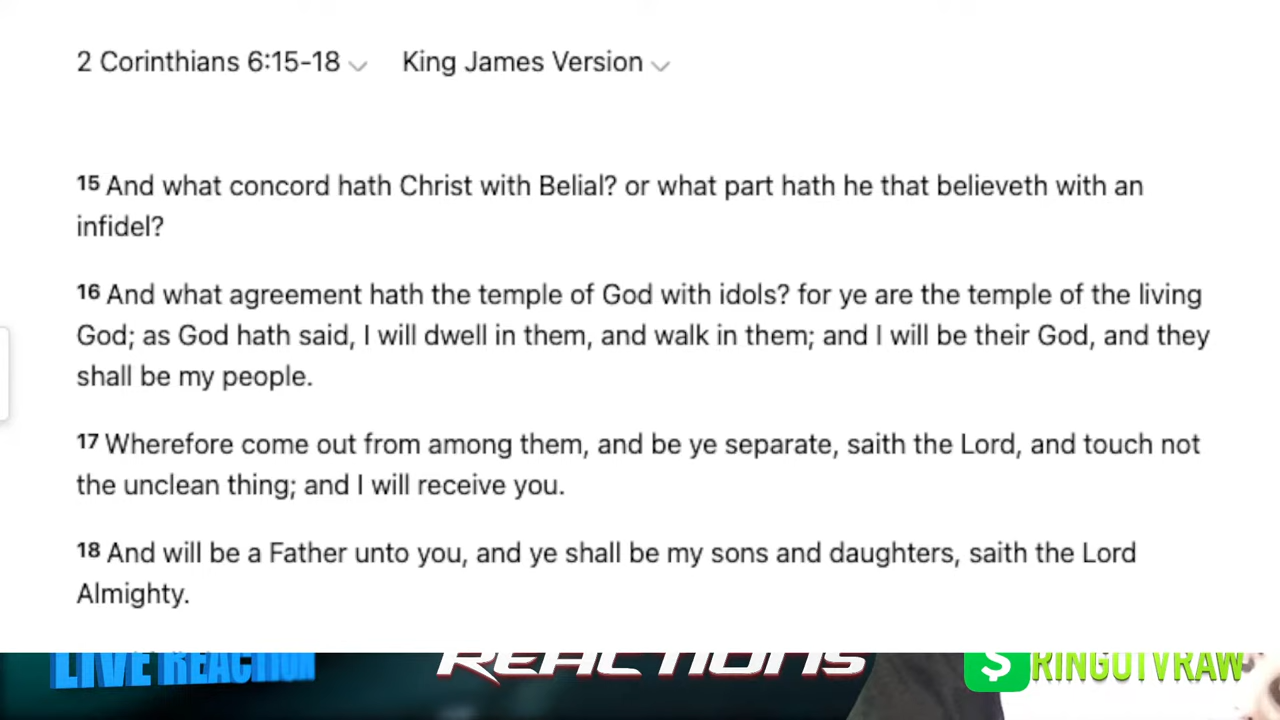 2 Corinthians 6:15-18 King James Version
15 And what concord hath Christ with Belial? or what part hath he that believeth with an
infidel?
16 And what agreement hath the temple of God with idols? for ye are the temple of the living
God; as God hath said, I will dwell in them, and walk in them; and I will be their God, and they
shall be my people.
17 Wherefore come out from among them, and be ye separate, saith the Lord, and touch not
the unclean thing; and I will receive you.
18 And will be a Father unto you, and ye shall be my sons and daughters, saith the Lord
Almighty.
LIVE REACTION REACTIONS $ RINGOTVRAW